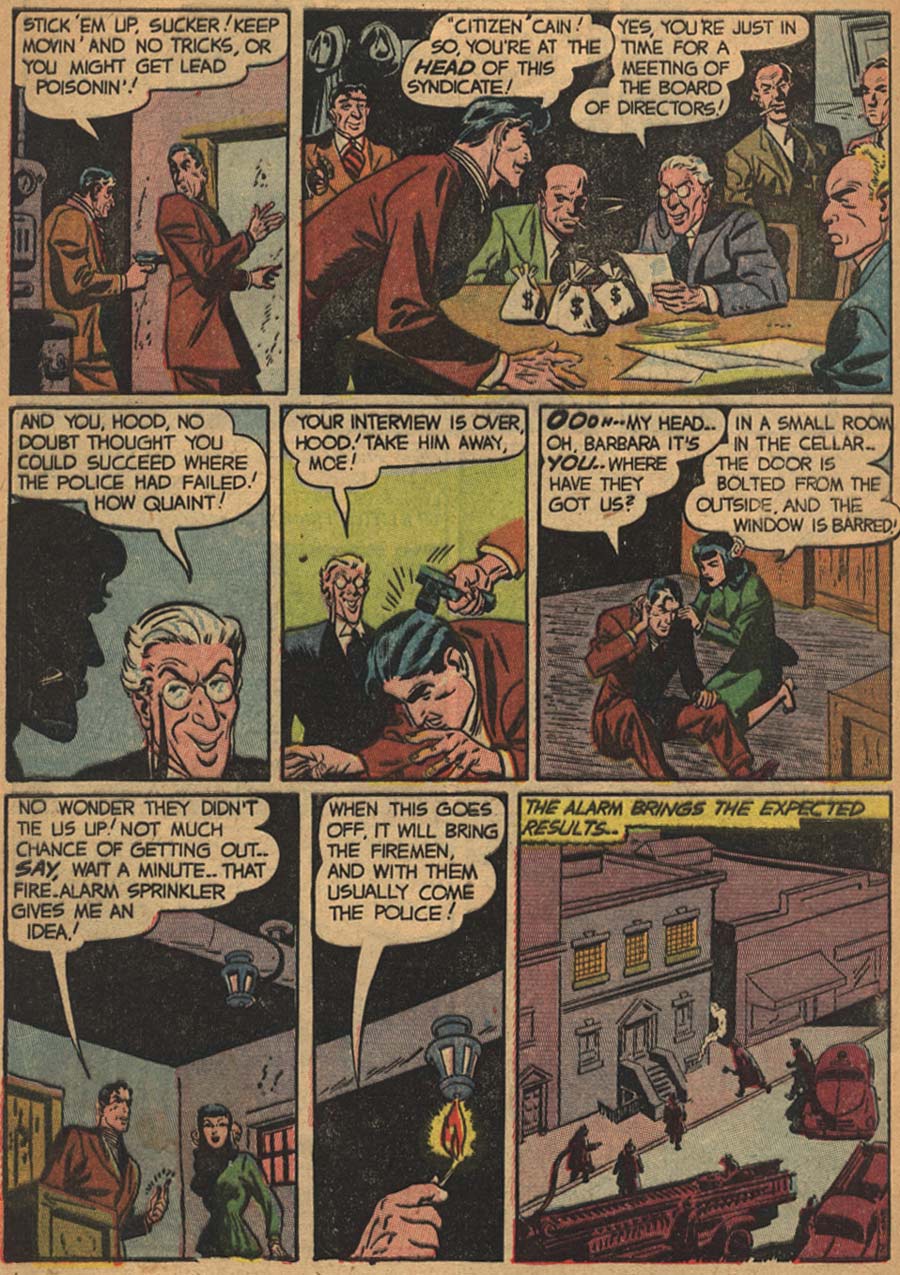 STICK 'EM UP, SUCKER! KEEP
MOVIN' AND NO TRICKS, OR
YOU MIGHT GET LEAD
POISONIN'!
"CITIZEN" CAIN!
SO, YOU'RE AT THE
HEAD OF THIS
SYNDICATE!
YES, YOU'RE JUST IN
TIME FOR A
MEETING OF
THE BOARD
OF DIRECTORS!
$
$
$
AND YOU, HOOD, NO
DOUBT THOUGHT YOU
COULD SUCCEED WHERE
THE POLICE HAD FAILED!
HOW QUAINT!
YOUR INTERVIEW IS OVER,
HOOD! TAKE HIM AWAY,
MOE!
OOOH--MY HEAD--
OH, BARBARA IT'S
YOU-- WHERE
HAVE THEY
GOT US?
IN A SMALL ROOM
IN THE CELLAR--
THE DOOR IS
BOLTED FROM THE
OUTSIDE, AND THE
WINDOW IS BARRED!
NO WONDER THEY DIDN'T
TIE US UP! NOT MUCH
CHANCE OF GETTING OUT--
SAY, WAIT A MINUTE-- THAT
FIRE-ALARM SPRINKLER
GIVES ME AN
IDEA!
WHEN THIS GOES
OFF, IT WILL BRING
THE FIREMEN,
AND WITH THEM
USUALLY COME
THE POLICE!
THE ALARM BRINGS THE EXPECTED
RESULTS--